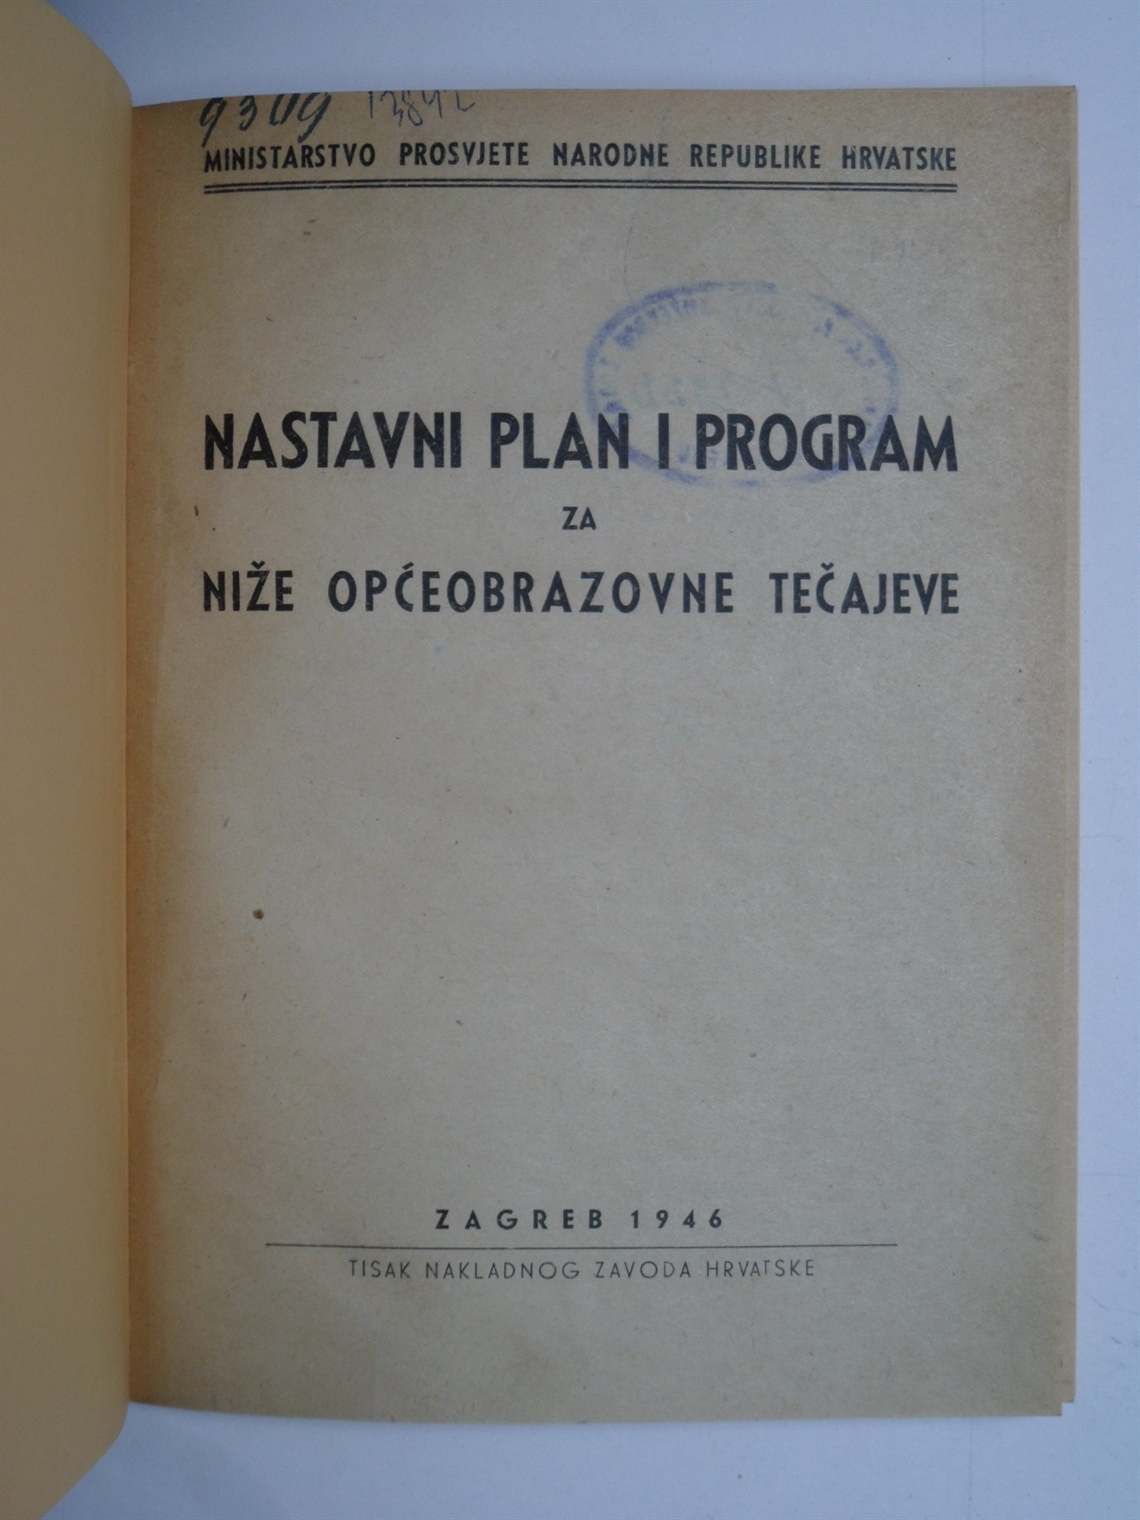 9309 13842
MINISTARSTVO PROSVJETE NARODNE REPUBLIKE HRVATSKE
NASTAVNI PLAN I PROGRAM
ZA
NIŽE OPĆEOBRAZOVNE TEČAJEVE
ZAGREB 1946
TISAK NAKLADNOG ZAVODA HRVATSKE